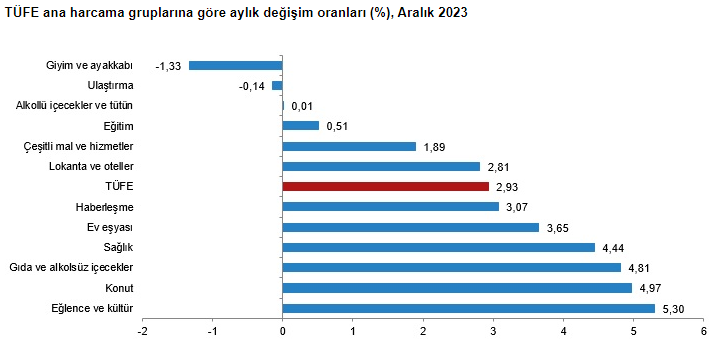 TÜFE ana harcama gruplarına göre aylık değişim oranları (%), Aralık 2023
Giyim ve ayakkabı -1,33
Ulaştırma -0,14
Alkollü içecekler ve tütün 0,01
Eğitim 0,51
Çeşitli mal ve hizmetler 1,89
Lokanta ve oteller 2,81
TÜFE 2,93
Haberleşme 3,07
Ev eşyası 3,65
Sağlık 4,44
Gıda ve alkolsüz içecekler 4,81
Konut 4,97
Eğlence ve kültür 5,30
-2 -1 0 1 2 3 4 5 6